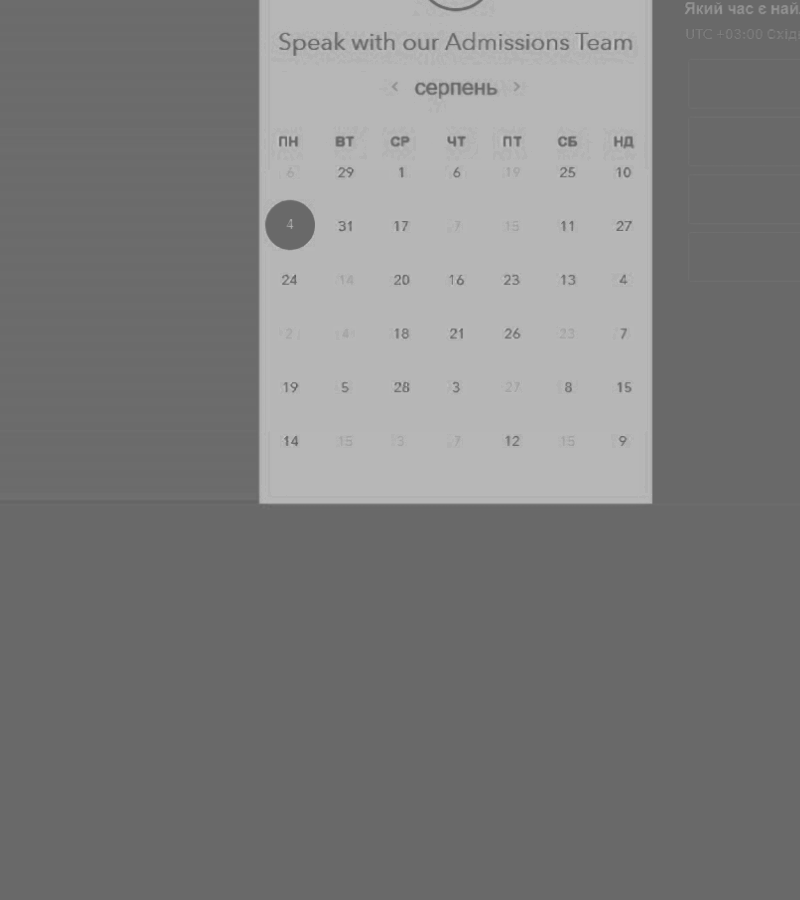 Speak with our Admissions Team
‹ серпень ›
ПН ВТ СР ЧТ ПТ СБ НД
6 29 1 6 19 25 10
4 31 17 7 15 11 27
24 14 20 16 23 13 4
2 4 18 21 26 23 7
19 5 28 3 27 8 15
14 15 3 7 12 15 9
Який час є
UTC +03:00